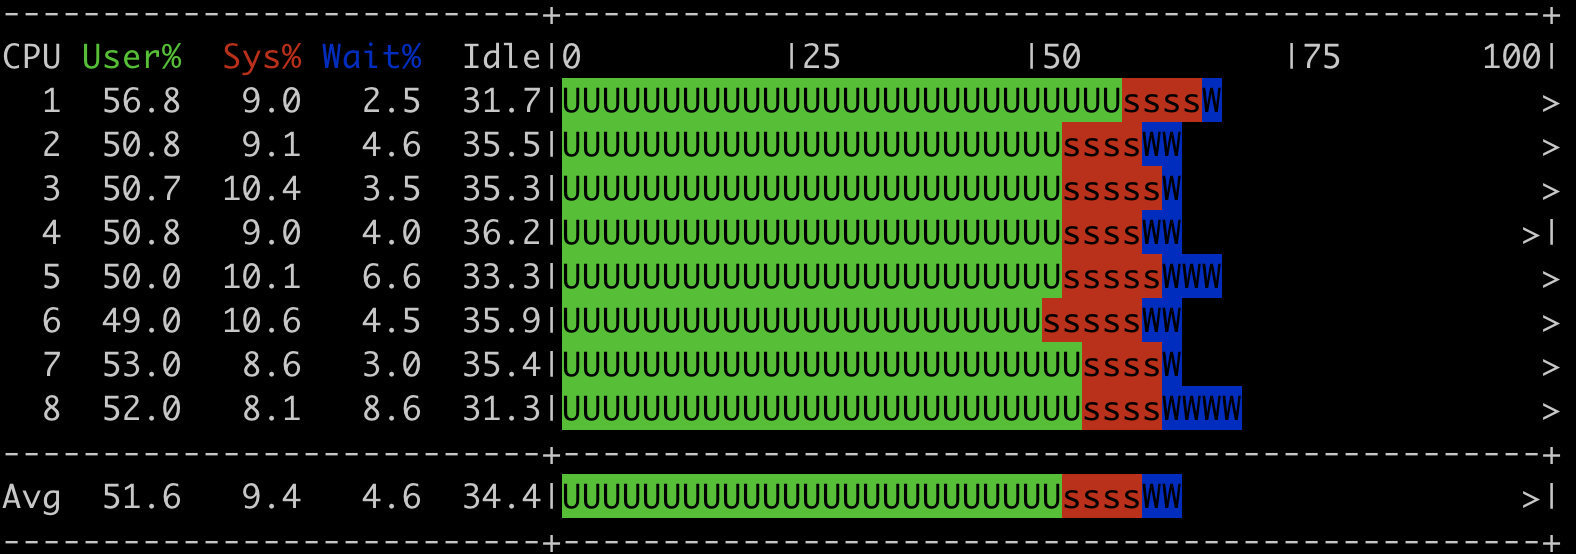 ---------------------------+-------------------------------------------------+
CPU User%  Sys% Wait%  Idle|0          |25         |50          |75       100|
  1  56.8   9.0   2.5  31.7|UUUUUUUUUUUUUUUUUUUUUUUUUUUUssssW                >
  2  50.8   9.1   4.6  35.5|UUUUUUUUUUUUUUUUUUUUUUUUUssssWW                  >
  3  50.7  10.4   3.5  35.3|UUUUUUUUUUUUUUUUUUUUUUUUUsssssW                  >
  4  50.8   9.0   4.0  36.2|UUUUUUUUUUUUUUUUUUUUUUUUUssssWW                 >|
  5  50.0  10.1   6.6  33.3|UUUUUUUUUUUUUUUUUUUUUUUUUsssssWWW                >
  6  49.0  10.6   4.5  35.9|UUUUUUUUUUUUUUUUUUUUUUUUsssssWW                  >
  7  53.0   8.6   3.0  35.4|UUUUUUUUUUUUUUUUUUUUUUUUUUssssW                  >
  8  52.0   8.1   8.6  31.3|UUUUUUUUUUUUUUUUUUUUUUUUUUssssWWWW               >
---------------------------+-------------------------------------------------+
Avg  51.6   9.4   4.6  34.4|UUUUUUUUUUUUUUUUUUUUUUUUUssssWW                 >|
---------------------------+-------------------------------------------------+